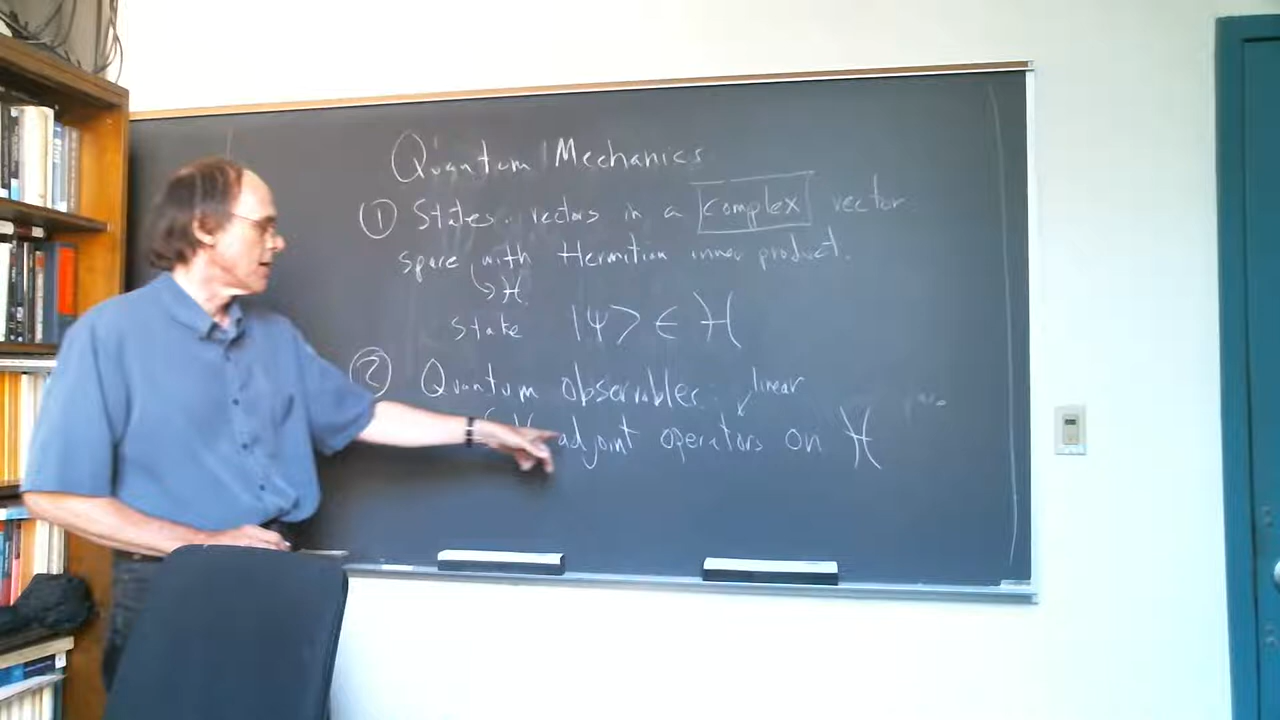 Quantum Mechanics
① States: vectors in a complex vector
space with Hermitian inner product.
↳ H
State |Ψ> ∈ H
② Quantum observables: linear
adjoint operators on H